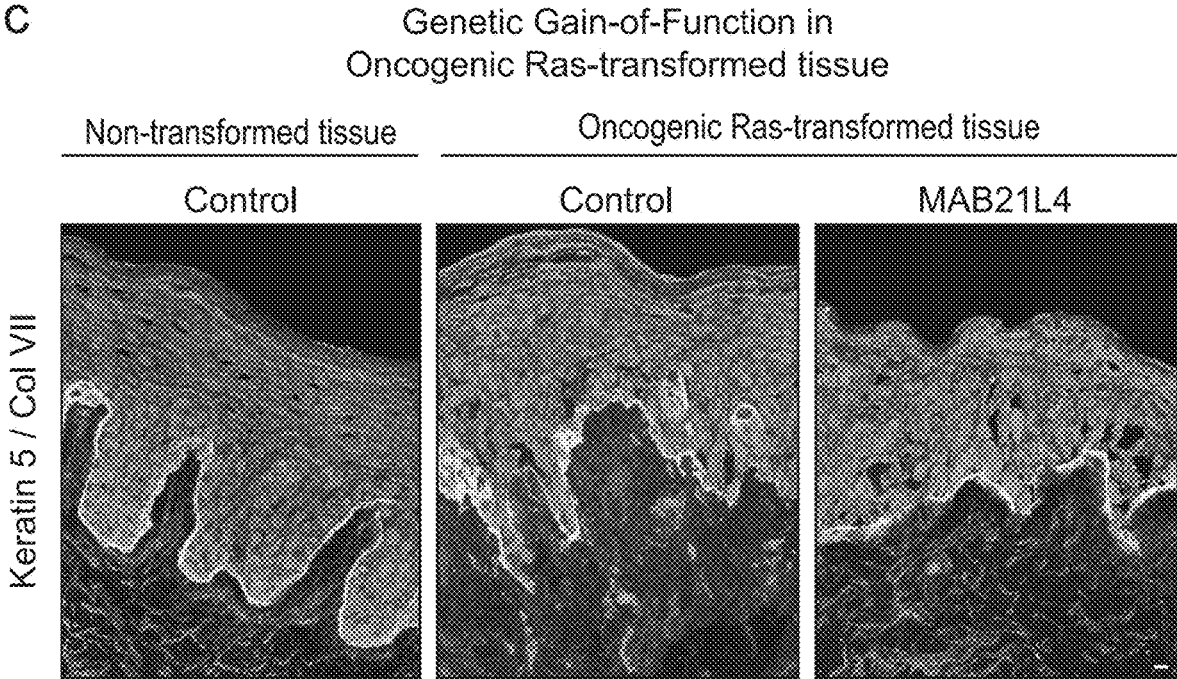 C
Genetic Gain-of-Function in
Oncogenic Ras-transformed tissue
Non-transformed tissue
Oncogenic Ras-transformed tissue
Control
Control
MAB21L4
Keratin 5 / Col VII